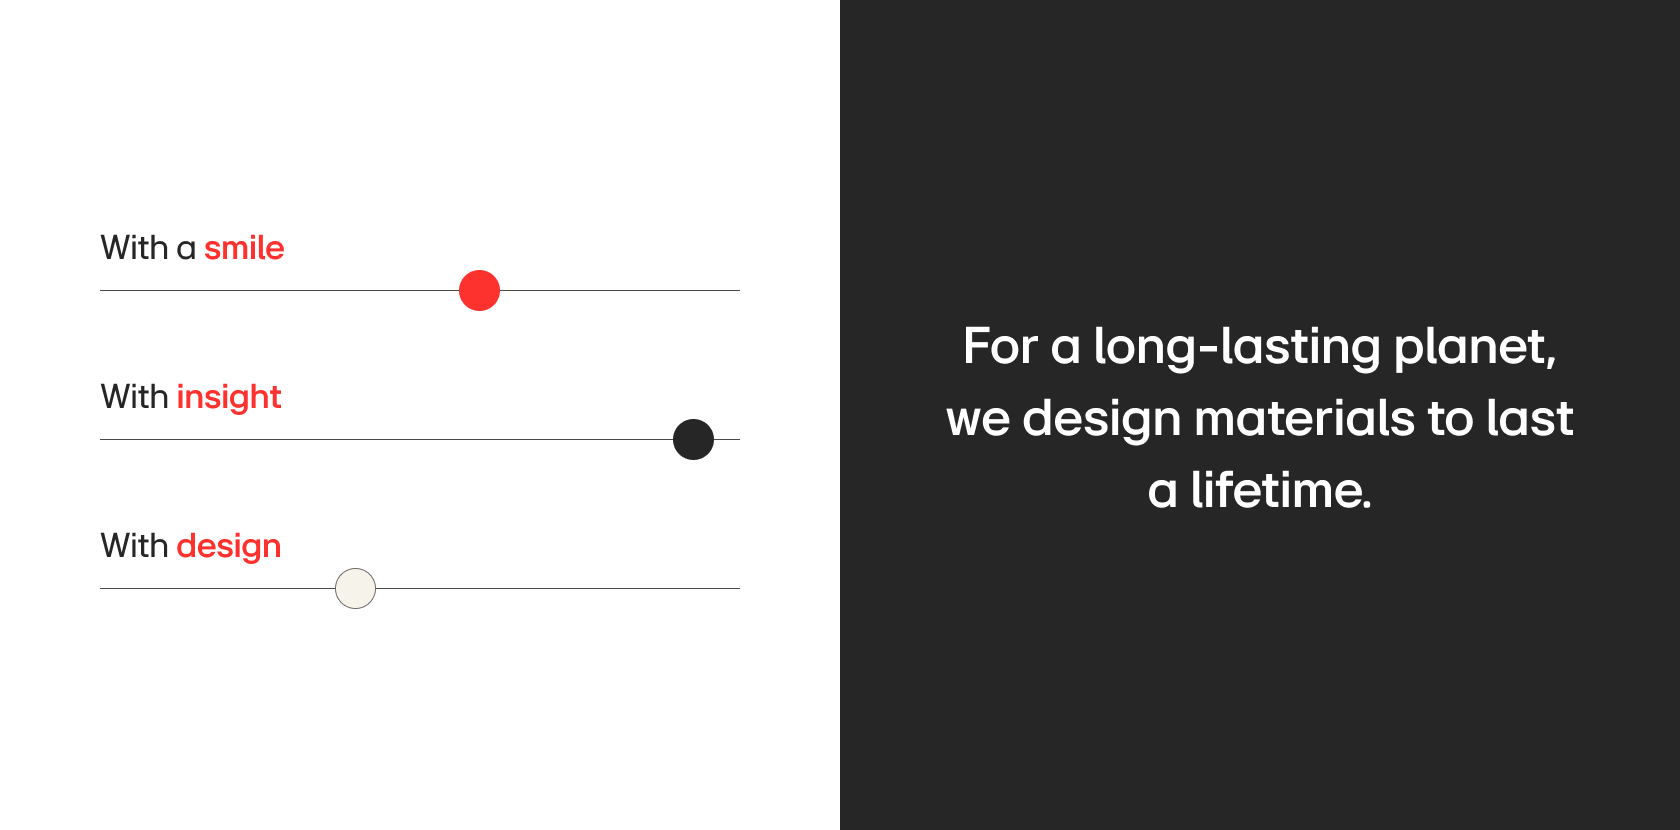 With a smile
With insight
With design
For a long-lasting planet,
we design materials to last
a lifetime.